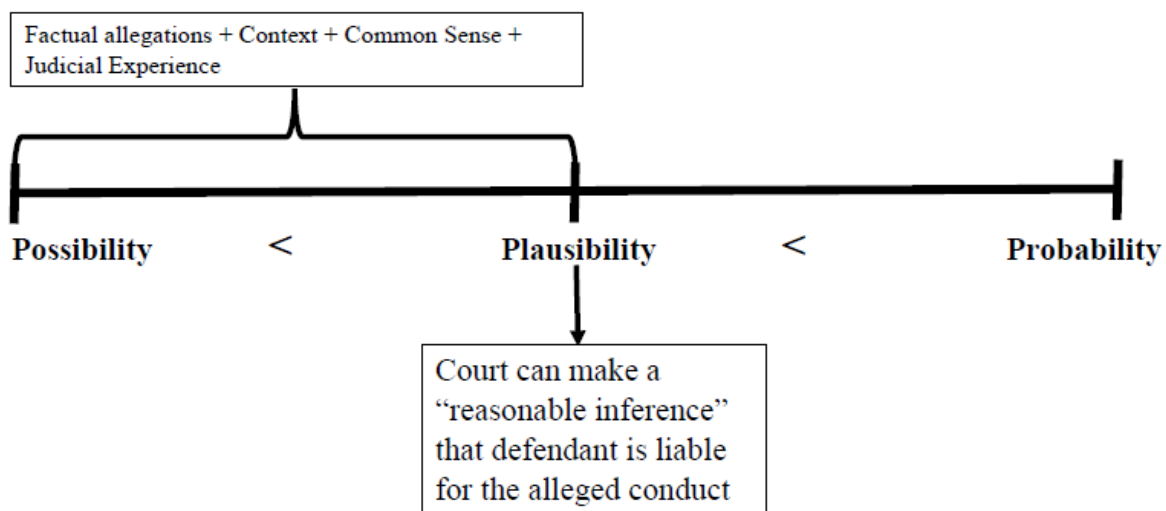 Factual allegations + Context + Common Sense +
Judicial Experience
Possibility < Plausibility < Probability
Court can make a
“reasonable inference”
that defendant is liable
for the alleged conduct